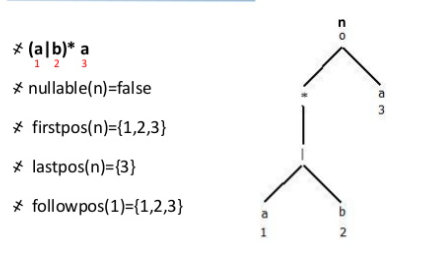 (a|b)* a
1 2 3
nullable(n)=false
firstpos(n)={1,2,3}
lastpos(n)={3}
followpos(1)={1,2,3}
n
o
*
a
3
|
a
b
1
2